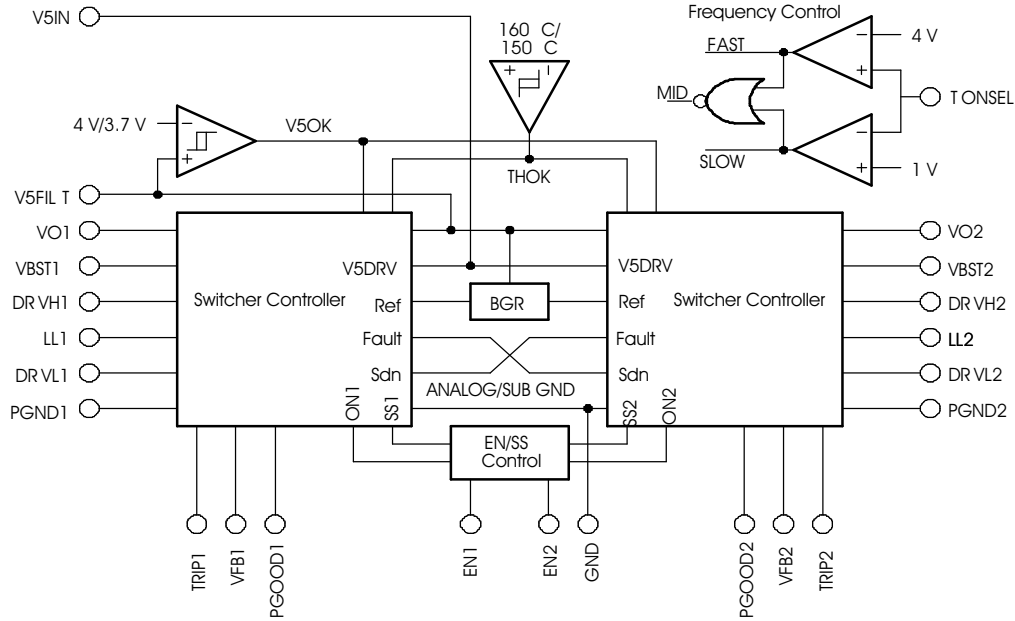 V5IN
160 C/
150 C
+ −
Frequency Control
FAST
−
4 V
+
MID
T ONSEL
4 V/3.7 V
−
V5OK
+
SLOW
−
+
1 V
THOK
V5FIL T
VO1
VBST1
DR VH1
LL1
DR VL1
PGND1
Switcher Controller
V5DRV
Ref
Fault
Sdn
ON1
SS1
BGR
ANALOG/SUB GND
EN/SS
Control
V5DRV
Ref
Fault
Sdn
SS2
ON2
Switcher Controller
VO2
VBST2
DR VH2
LL2
DR VL2
PGND2
TRIP1
VFB1
PGOOD1
EN1
EN2
GND
PGOOD2
VFB2
TRIP2